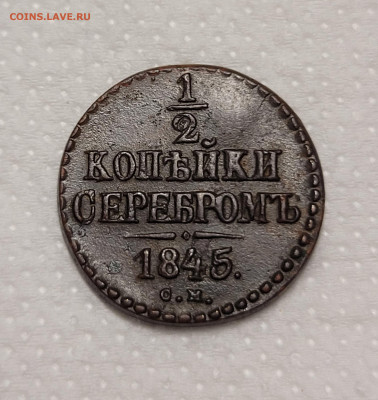 COINS.LAVE.RU
1
2
КОПѢЙКИ
СЕРЕБРОМЪ
1845.
С.М.